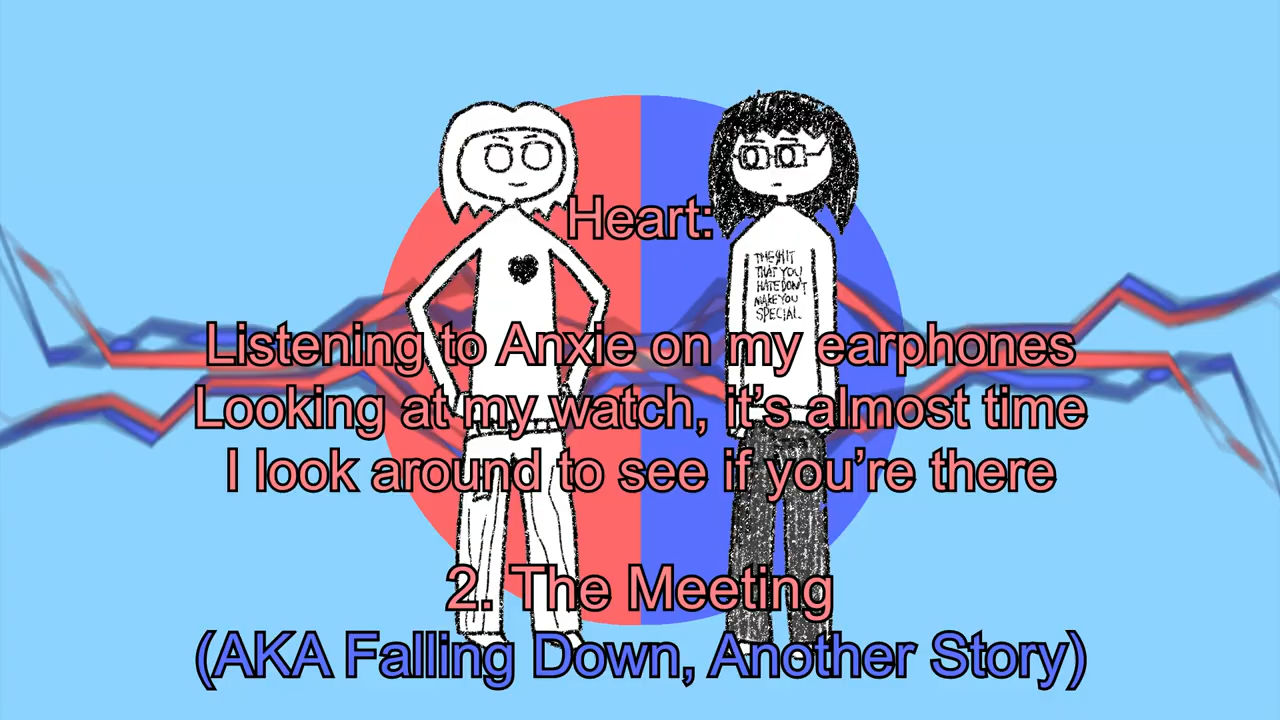 Heart:
THE $HIT
THAT YOU
HATE DON'T
MAKE YOU
SPECIAL
Listening to Anxie on my earphones
Looking at my watch, it’s almost time
I look around to see if you’re there
2. The Meeting
(AKA Falling Down, Another Story)